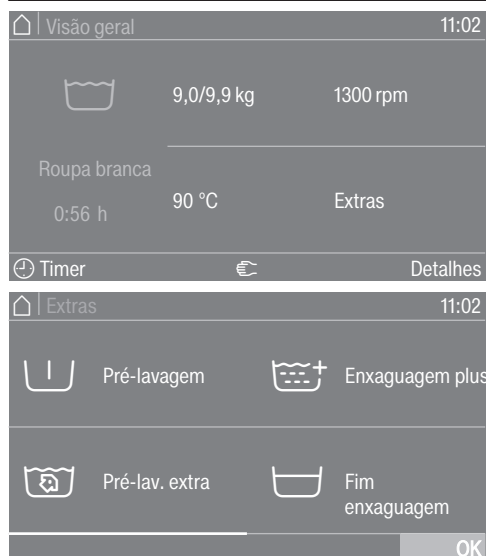 Visão geral 11:02
9,0/9,9 kg 1300 rpm
Roupa branca
0:56 h
90 °C Extras
Timer Detalhes
Extras 11:02
Pré-lavagem Enxaguagem plus
Pré-lav. extra Fim
enxaguagem
OK